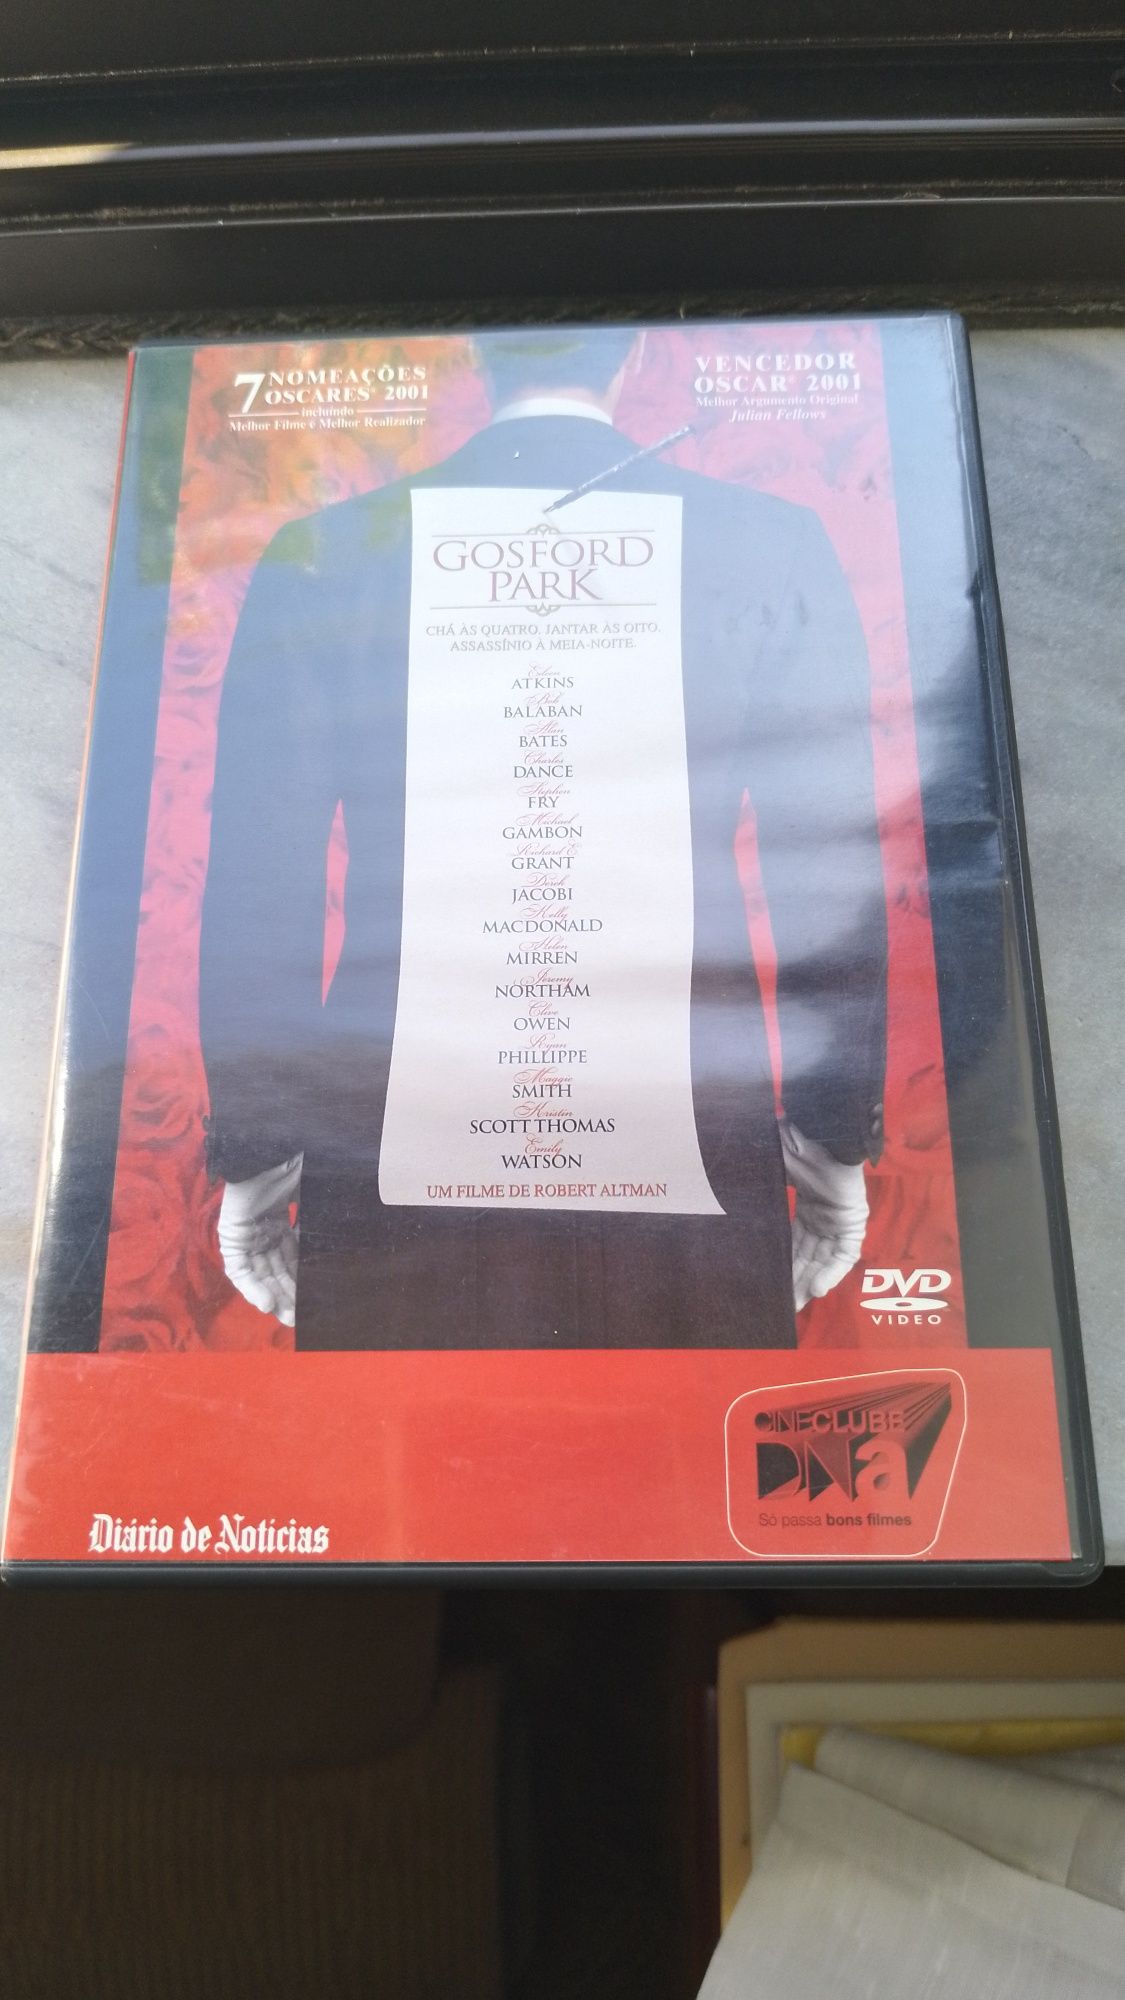 7 NOMEAÇÕES
OSCARES® 2001
incluíndo
Melhor Filme e Melhor Realizador
VENCEDOR
OSCAR® 2001
Melhor Argumento Original
Julian Fellows
GOSFORD
PARK
CHÁ ÀS QUATRO. JANTAR ÀS OITO.
ASSASSÍNIO À MEIA-NOITE.
Eileen
ATKINS
Bob
BALABAN
Alan
BATES
Charles
DANCE
Stephen
FRY
Michael
GAMBON
Richard E
GRANT
Derek
JACOBI
Kelly
MACDONALD
Helen
MIRREN
Jeremy
NORTHAM
Clive
OWEN
Ryan
PHILLIPPE
Maggie
SMITH
Kristin
SCOTT THOMAS
Emily
WATSON
UM FILME DE ROBERT ALTMAN
DVD
VIDEO
CINECLUBE
DNa
Só passa bons filmes
Diário de Notícias